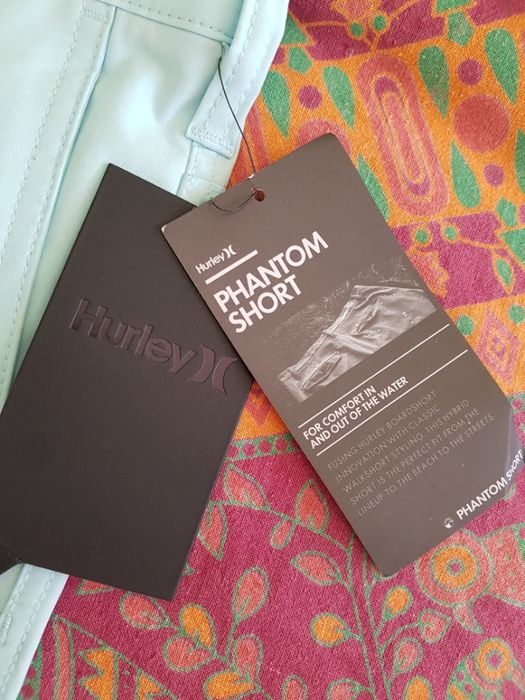 Hurley
Hurley
PHANTOM
SHORT
FOR COMFORT IN
AND OUT OF THE WATER
FUSING HURLEY BOARDSHORT
INNOVATION WITH CLASSIC
WALKSHORT STYLING. THIS HYBRID
SHORT IS THE PERFECT FIT FROM THE
LINEUP TO THE BEACH TO THE STREETS
PHANTOM SHORT